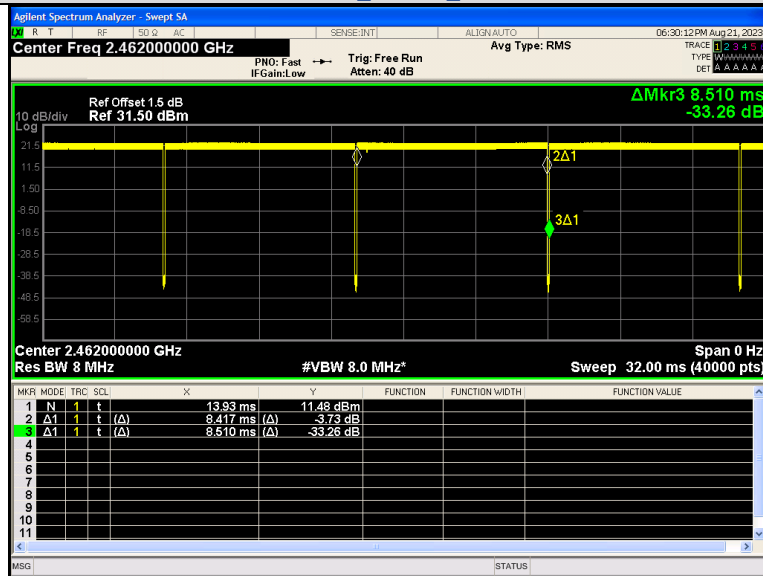 Agilent Spectrum Analyzer - Swept SA
LXI R T RF 50 Ω AC SENSE:INT ALIGN AUTO 06:30:12 PM Aug 21, 2023
Center Freq 2.462000000 GHz
PNO: Fast
IFGain:Low
Trig: Free Run
Atten: 40 dB
Avg Type: RMS
TRACE 1 2 3 4 5
TYPE W
DET A A A A A
ΔMkr3 8.510 ms
-33.26 dB
Ref Offset 1.5 dB
10 dB/div Ref 31.50 dBm
Log
21.5
2Δ1
11.5
1.50
-8.50
3Δ1
-18.5
-28.5
-38.5
-48.5
-58.5
Center 2.462000000 GHz Span 0 Hz
Res BW 8 MHz #VBW 8.0 MHz* Sweep 32.00 ms (40000 pts)
MKR MODE TRC SCL X Y FUNCTION FUNCTION WIDTH FUNCTION VALUE
1 N 1 t 13.93 ms 11.48 dBm
2 Δ1 1 t (Δ) 8.417 ms (Δ) -3.73 dB
3 Δ1 1 t (Δ) 8.510 ms (Δ) -33.26 dB
4
5
6
7
8
9
10
11
MSG STATUS